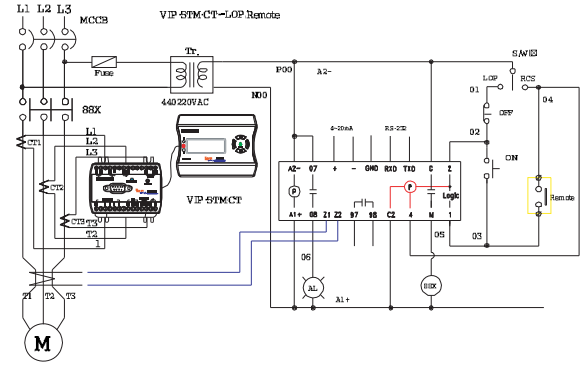 L1 L2 L3
MCCB
VIP-STM-CT-LOP.Remote
Tr.
Fuse
440 220VAC
P00
N00
A2-
S/W
LOP
RCS
01
04
OFF
02
ON
Remote
88X
CT1
CT2
CT3
L1
L2
L3
T3
T2
1
VIP-STM-CT
4-20mA
RS-232
A2- 07 + - GND RXD TXD C 2
P
P
Logic
A1+ 08 Z1 Z2 97 98 C2 4 M 1
05
03
06
AL
88X
A1+
T1 T2 T3
M